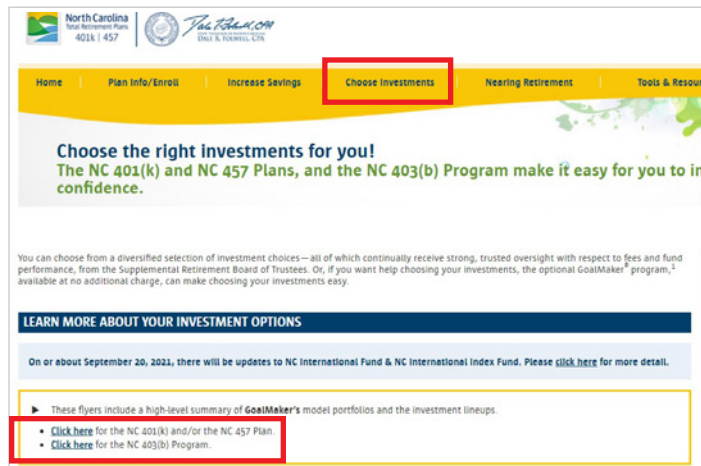 North Carolina
Total Retirement Plans
401k | 457
DALE R. FOLWELL, CPA
Home Plan Info/Enroll Increase Savings Choose Investments Nearing Retirement Tools & Resou
Choose the right investments for you!
The NC 401(k) and NC 457 Plans, and the NC 403(b) Program make it easy for you to in
confidence.
You can choose from a diversified selection of investment choices—all of which continually receive strong, trusted oversight with respect to fees and fund
performance, from the Supplemental Retirement Board of Trustees. Or, if you want help choosing your investments, the optional GoalMaker® program,¹
available at no additional charge, can make choosing your investments easy.
LEARN MORE ABOUT YOUR INVESTMENT OPTIONS
On or about September 20, 2021, there will be updates to NC International Fund & NC International Index Fund. Please click here for more detail.
► These flyers include a high-level summary of GoalMaker's model portfolios and the investment lineups.
• Click here for the NC 401(k) and/or the NC 457 Plan.
• Click here for the NC 403(b) Program.